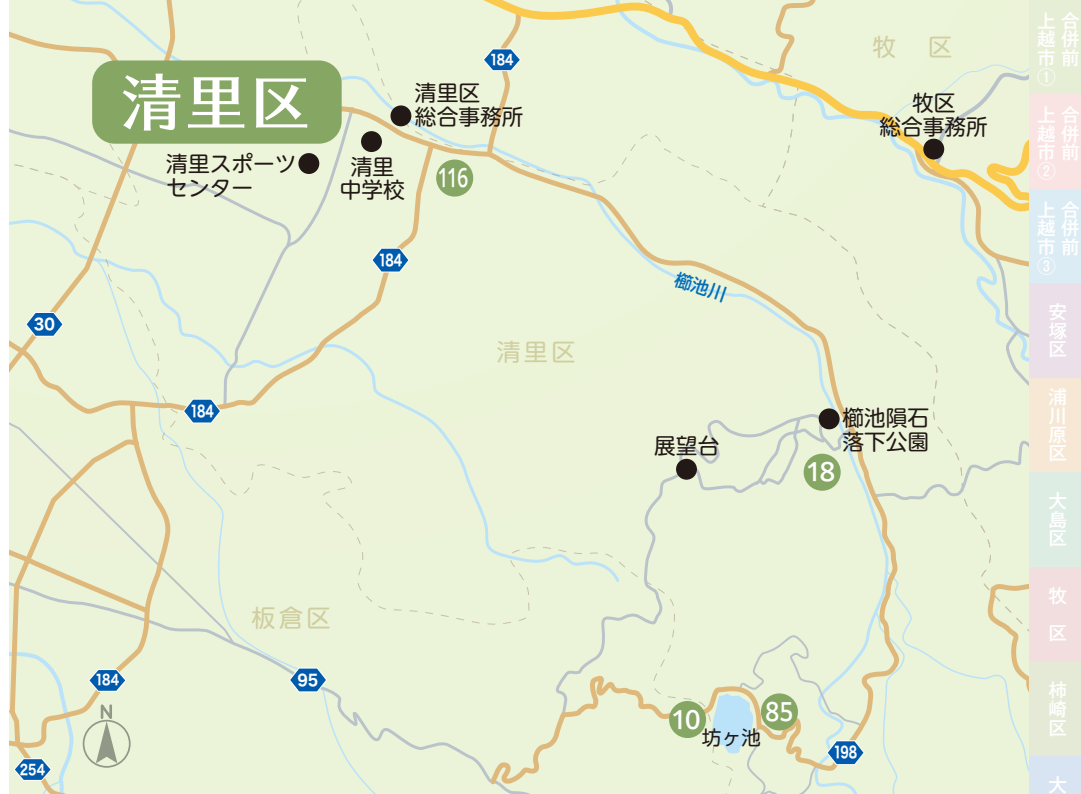 清里区
184
牧 区
清里区
総合事務所
牧区
総合事務所
清里スポーツ
センター
清里
中学校
116
184
櫛池川
30
清里区
184
櫛池隕石
落下公園
展望台
18
板倉区
184
95
N
10
85
坊ヶ池
198
254
合併前
上越市①
合併前
上越市②
合併前
上越市③
安塚区
浦川原区
大島区
牧 区
柿崎区
大